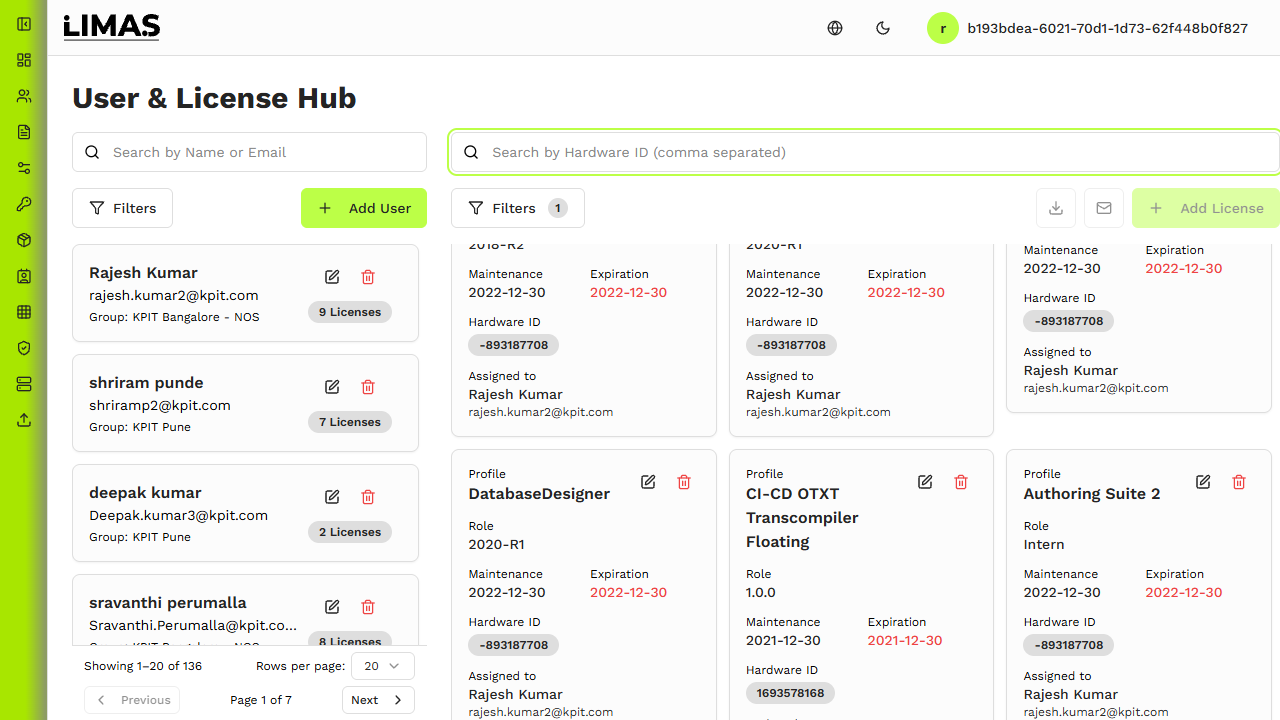 LIMAS
r
b193bdea-6021-70d1-1d73-62f448b0f827
User & License Hub
Search by Name or Email
Filters
Add User
Rajesh Kumar
rajesh.kumar2@kpit.com
Group: KPIT Bangalore - NOS
9 Licenses
shriram punde
shriramp2@kpit.com
Group: KPIT Pune
7 Licenses
deepak kumar
Deepak.kumar3@kpit.com
Group: KPIT Pune
2 Licenses
sravanthi perumalla
Sravanthi.Perumalla@kpit.co...
8 Licenses
Showing 1–20 of 136
Rows per page:
20
Previous
Page 1 of 7
Next
Search by Hardware ID (comma separated)
Filters
1
Add License
2018-R2
Maintenance
2022-12-30
Expiration
2022-12-30
Hardware ID
-893187708
Assigned to
Rajesh Kumar
rajesh.kumar2@kpit.com
2020-R1
Maintenance
2022-12-30
Expiration
2022-12-30
Hardware ID
-893187708
Assigned to
Rajesh Kumar
rajesh.kumar2@kpit.com
Maintenance
2022-12-30
Expiration
2022-12-30
Hardware ID
-893187708
Assigned to
Rajesh Kumar
rajesh.kumar2@kpit.com
Profile
DatabaseDesigner
Role
2020-R1
Maintenance
2022-12-30
Expiration
2022-12-30
Hardware ID
-893187708
Assigned to
Rajesh Kumar
rajesh.kumar2@kpit.com
Profile
CI-CD OTXT
Transcompiler
Floating
Role
1.0.0
Maintenance
2021-12-30
Expiration
2021-12-30
Hardware ID
1693578168
Profile
Authoring Suite 2
Role
Intern
Maintenance
2022-12-30
Expiration
2022-12-30
Hardware ID
-893187708
Assigned to
Rajesh Kumar
rajesh.kumar2@kpit.com